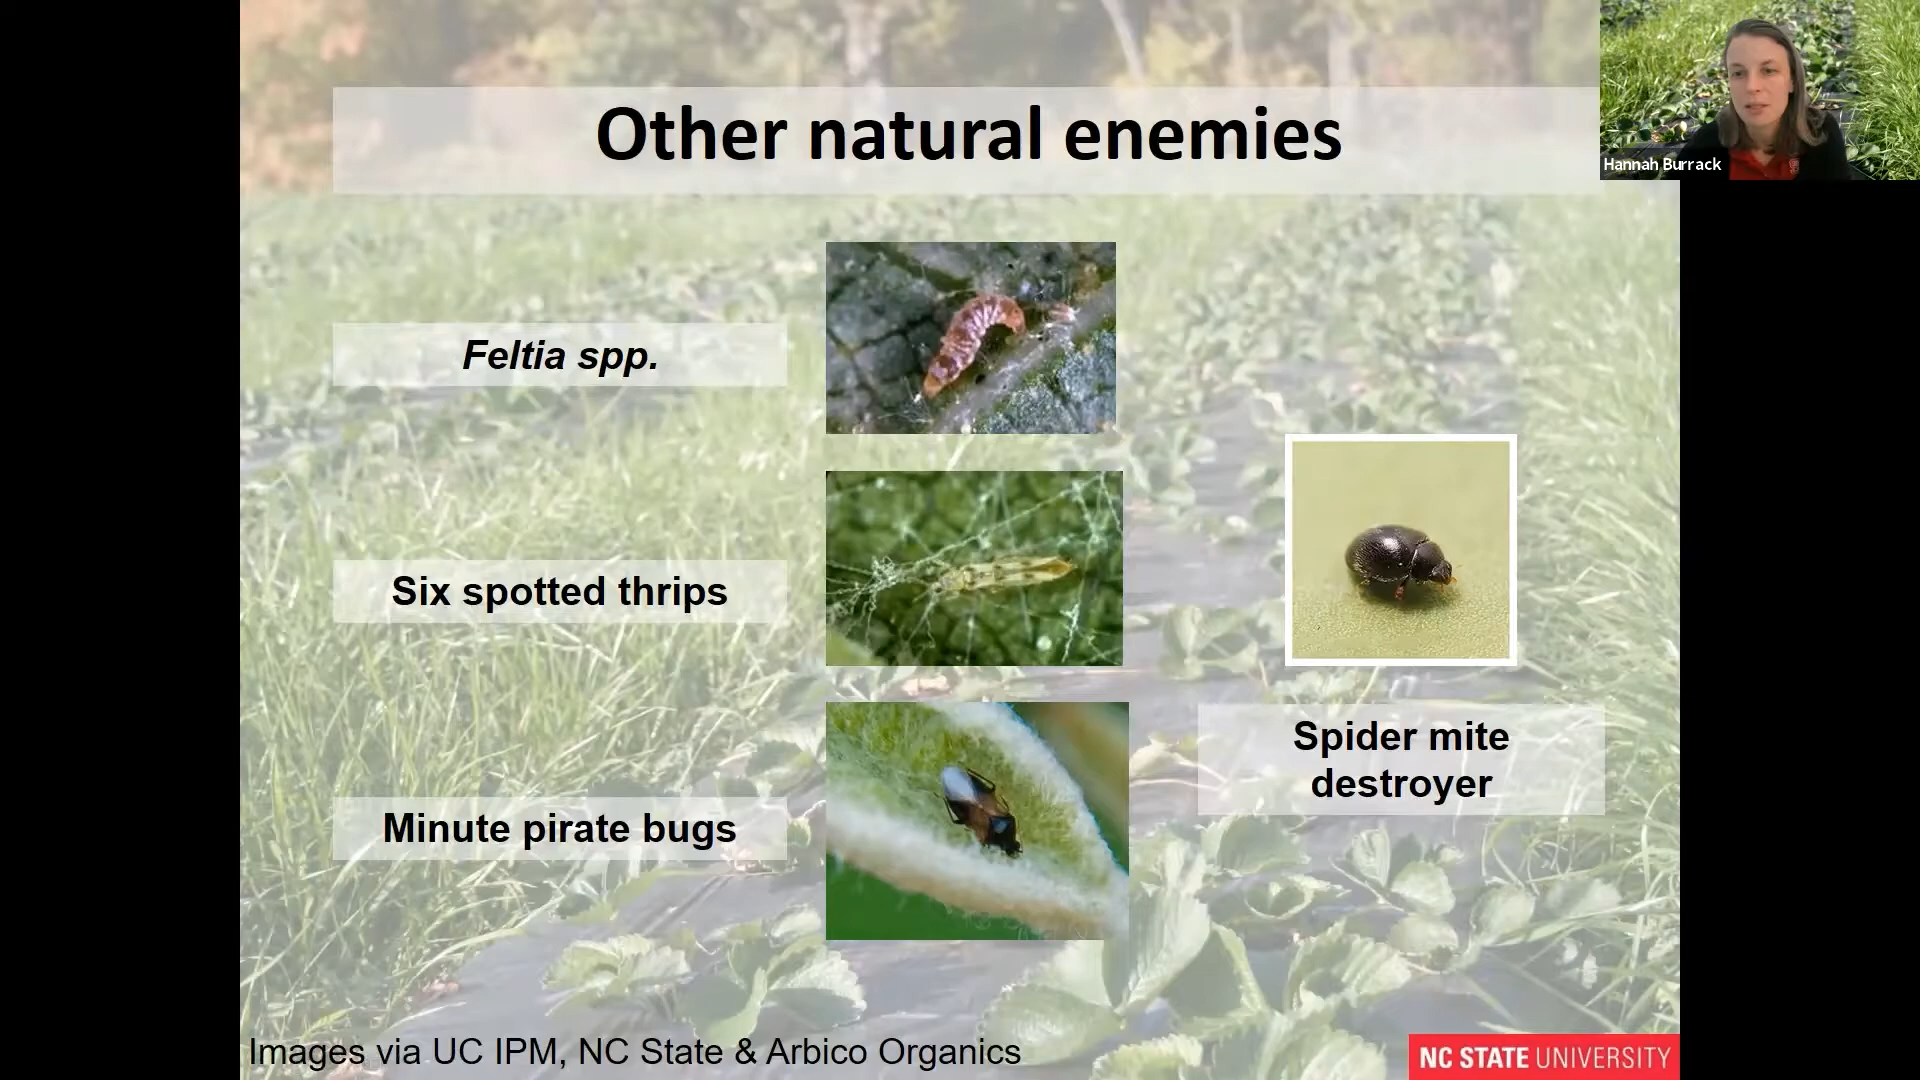 Other natural enemies
Hannah Burrack
Feltia spp.
Six spotted thrips
Minute pirate bugs
Spider mite
destroyer
Images via UC IPM, NC State & Arbico Organics
NC STATE UNIVERSITY